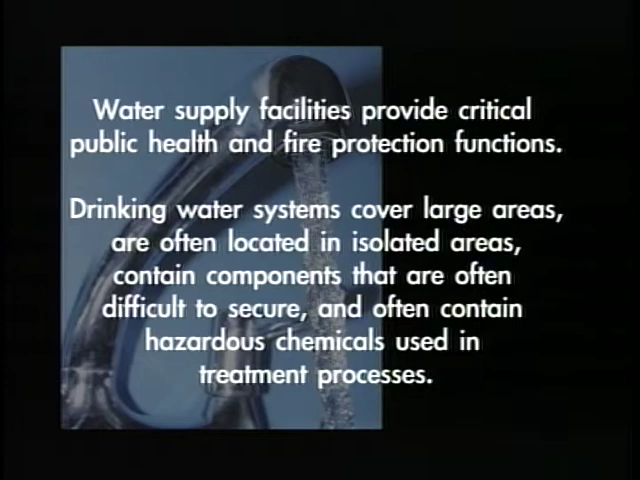 Water supply facilities provide critical
public health and fire protection functions.
Drinking water systems cover large areas,
are often located in isolated areas,
contain components that are often
difficult to secure, and often contain
hazardous chemicals used in
treatment processes.